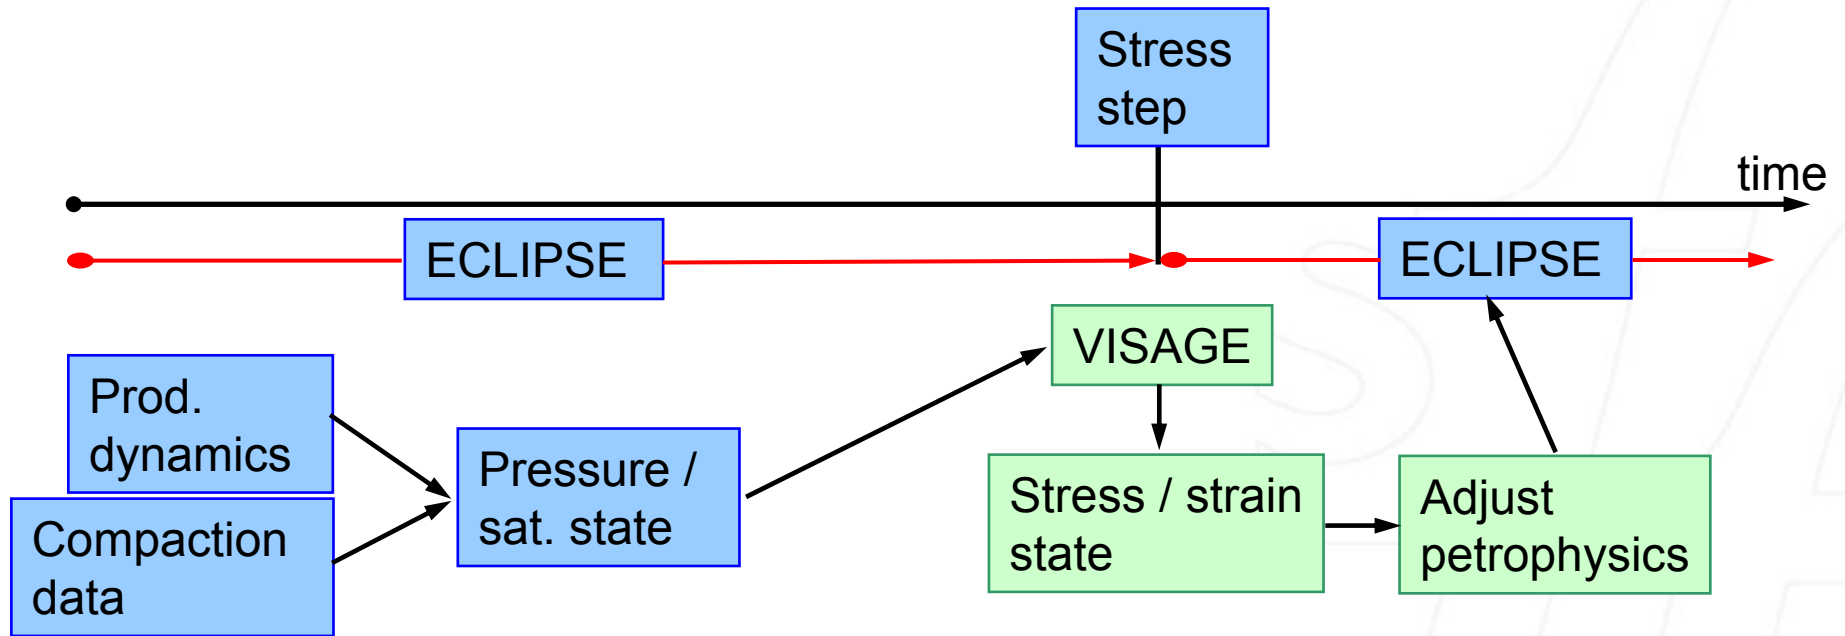 Stress
step
time
ECLIPSE
ECLIPSE
VISAGE
Prod.
dynamics
Pressure /
sat. state
Stress / strain
state
Adjust
petrophysics
Compaction
data